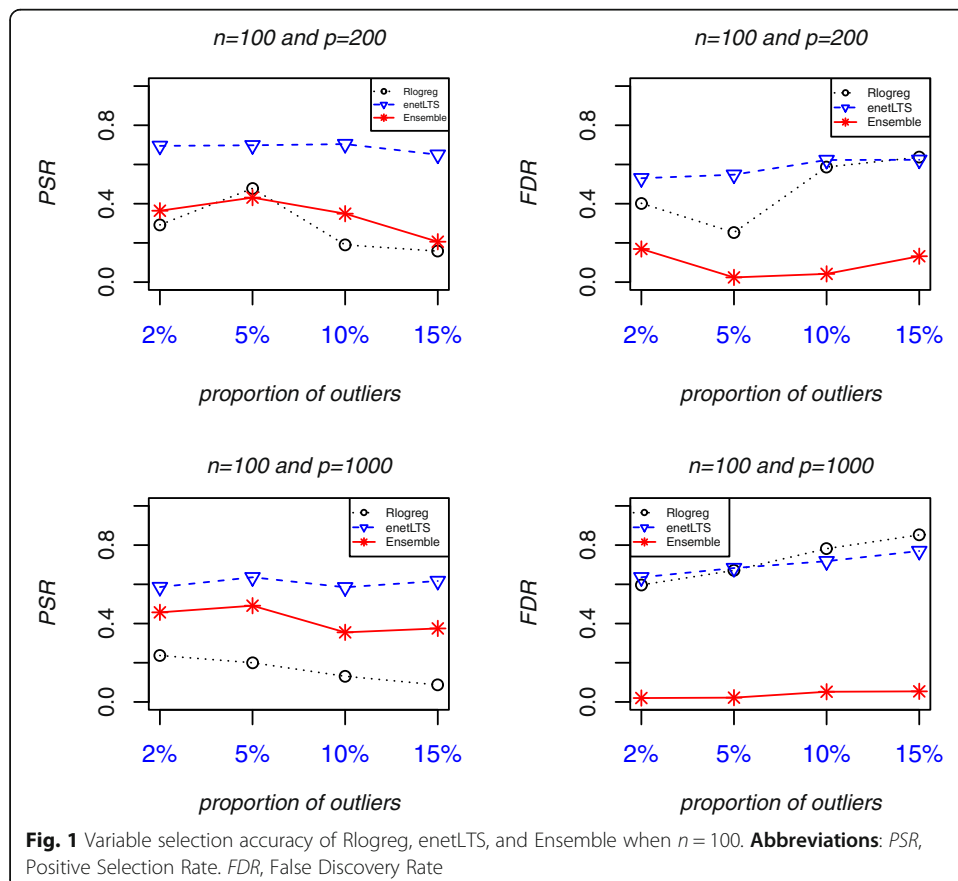 n=100 and p=200
PSR
0.8
0.4
0.0
Rlogreg
enetLTS
Ensemble
2% 5% 10% 15%
proportion of outliers
n=100 and p=200
FDR
0.8
0.4
0.0
Rlogreg
enetLTS
Ensemble
2% 5% 10% 15%
proportion of outliers
n=100 and p=1000
PSR
0.8
0.4
0.0
Rlogreg
enetLTS
Ensemble
2% 5% 10% 15%
proportion of outliers
n=100 and p=1000
FDR
0.8
0.4
0.0
Rlogreg
enetLTS
Ensemble
2% 5% 10% 15%
proportion of outliers
Fig. 1 Variable selection accuracy of Rlogreg, enetLTS, and Ensemble when n = 100. Abbreviations: PSR,
Positive Selection Rate. FDR, False Discovery Rate